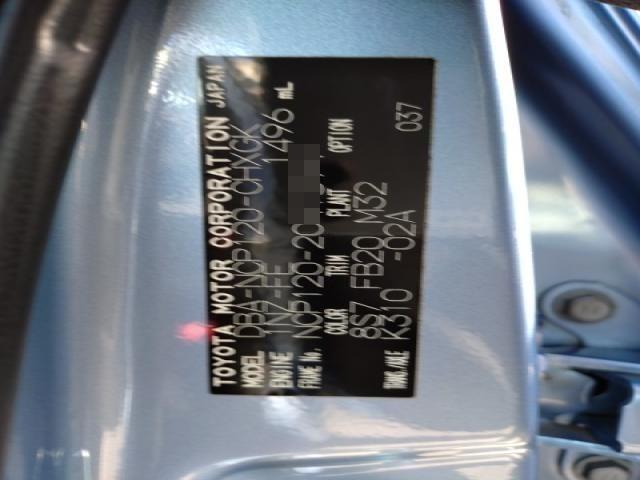 TOYOTA MOTOR CORPORATION JAPAN
MODEL DBA-NCP120-CHXGK
ENGINE 1NZ-FE 1496 mL
FRAME No. NCP120-20
COLOR TRIM PLANT OPTION
8S7 FB20 M32
K310 -02A 037
TRANS./AXLE